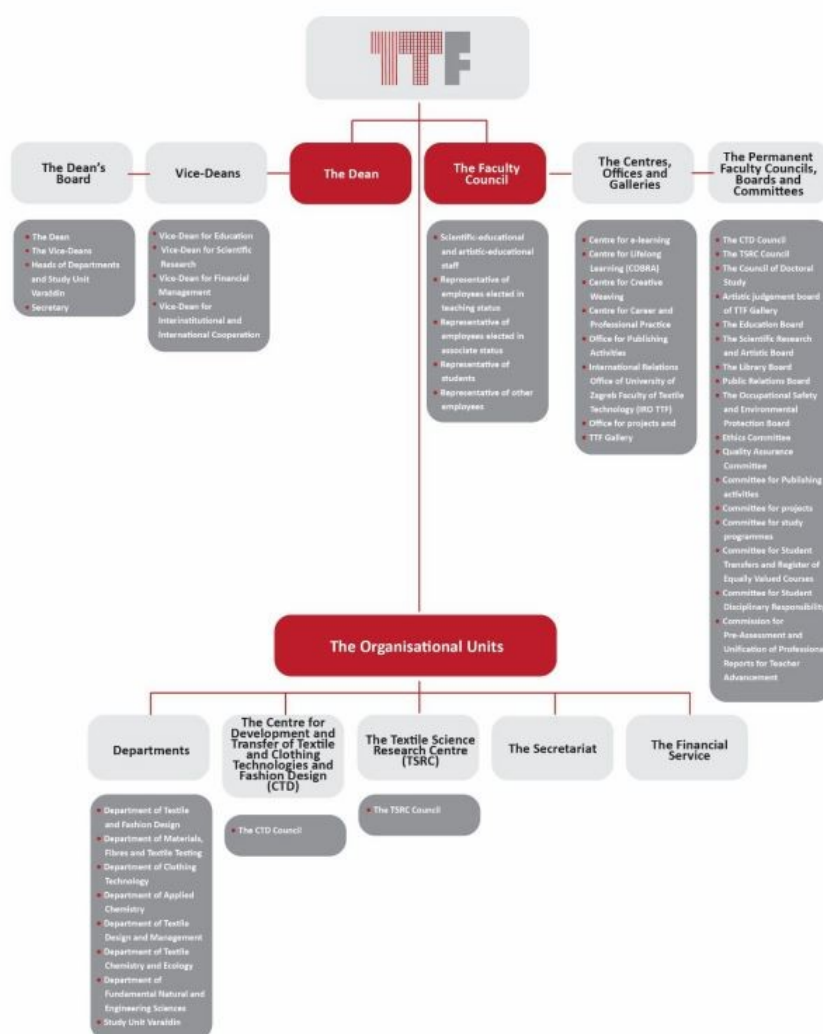 TTF
The Dean's
Board
Vice-Deans
The Dean
The Faculty
Council
The Centres,
Offices and
Galleries
The Permanent
Faculty Councils,
Boards and
Committees
The Dean
The Vice-Deans
Heads of Departments
and Study Unit
Varaždin
Secretary
Vice-Dean for Education
Vice-Dean for Scientific
Research
Vice-Dean for Financial
Management
Vice-Dean for
Interinstitutional and
International Cooperation
Scientific-educational
and artistic-educational
staff
Representative of
employees elected in
teaching status
Representative of
employees elected in
associate status
Representative of
students
Representative of other
employees
Centre for e-learning
Centre for Lifelong
Learning (COBRA)
Centre for Creative
Weaving
Centre for Career and
Professional Practice
Office for Publishing
Activities
International Relations
Office of University of
Zagreb Faculty of Textile
Technology (IRO TTF)
Office for projects and
TTF Gallery
The CTD Council
The TSRC Council
The Council of Doctoral
Study
Artistic judgement board
of TTF Gallery
The Education Board
The Scientific Research
and Artistic Board
The Library Board
Public Relations Board
The Occupational Safety
and Environmental
Protection Board
Ethics Committee
Quality Assurance
Committee
Committee for Publishing
activities
Committee for projects
Committee for study
programmes
Committee for Student
Transfers and Register of
Equally Valued Courses
Committee for Student
Disciplinary Responsibility
Commission for
Pre-Assessment and
Unification of Professional
Reports for Teacher
Advancement
The Organisational Units
Departments
The Centre for
Development and
Transfer of Textile
and Clothing
Technologies and
Fashion Design
(CTD)
The Textile Science
Research Centre
(TSRC)
The Secretariat
The Financial
Service
Department of Textile
and Fashion Design
Department of Materials,
Fibres and Textile Testing
Department of Clothing
Technology
Department of Applied
Chemistry
Department of Textile
Design and Management
Department of Textile
Chemistry and Ecology
Department of
Fundamental Natural and
Engineering Sciences
Study Unit Varaždin
The CTD Council
The TSRC Council